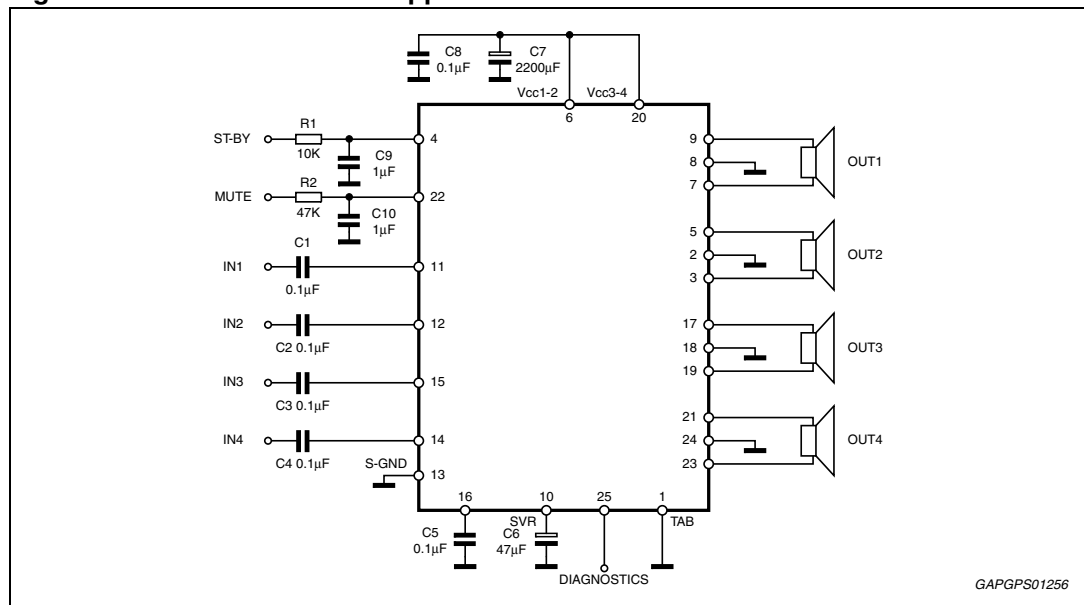 C8
0.1µF
C7
2200µF
Vcc1-2
Vcc3-4
6
20
ST-BY
R1
10K
4
C9
1µF
MUTE
R2
47K
22
C10
1µF
IN1
C1
0.1µF
11
IN2
C2 0.1µF
12
IN3
C3 0.1µF
15
IN4
C4 0.1µF
14
S-GND
13
9
8
7
OUT1
5
2
3
OUT2
17
18
19
OUT3
21
24
23
OUT4
16
10
25
1
SVR
TAB
C5
0.1µF
C6
47µF
DIAGNOSTICS
GAPGPS01256